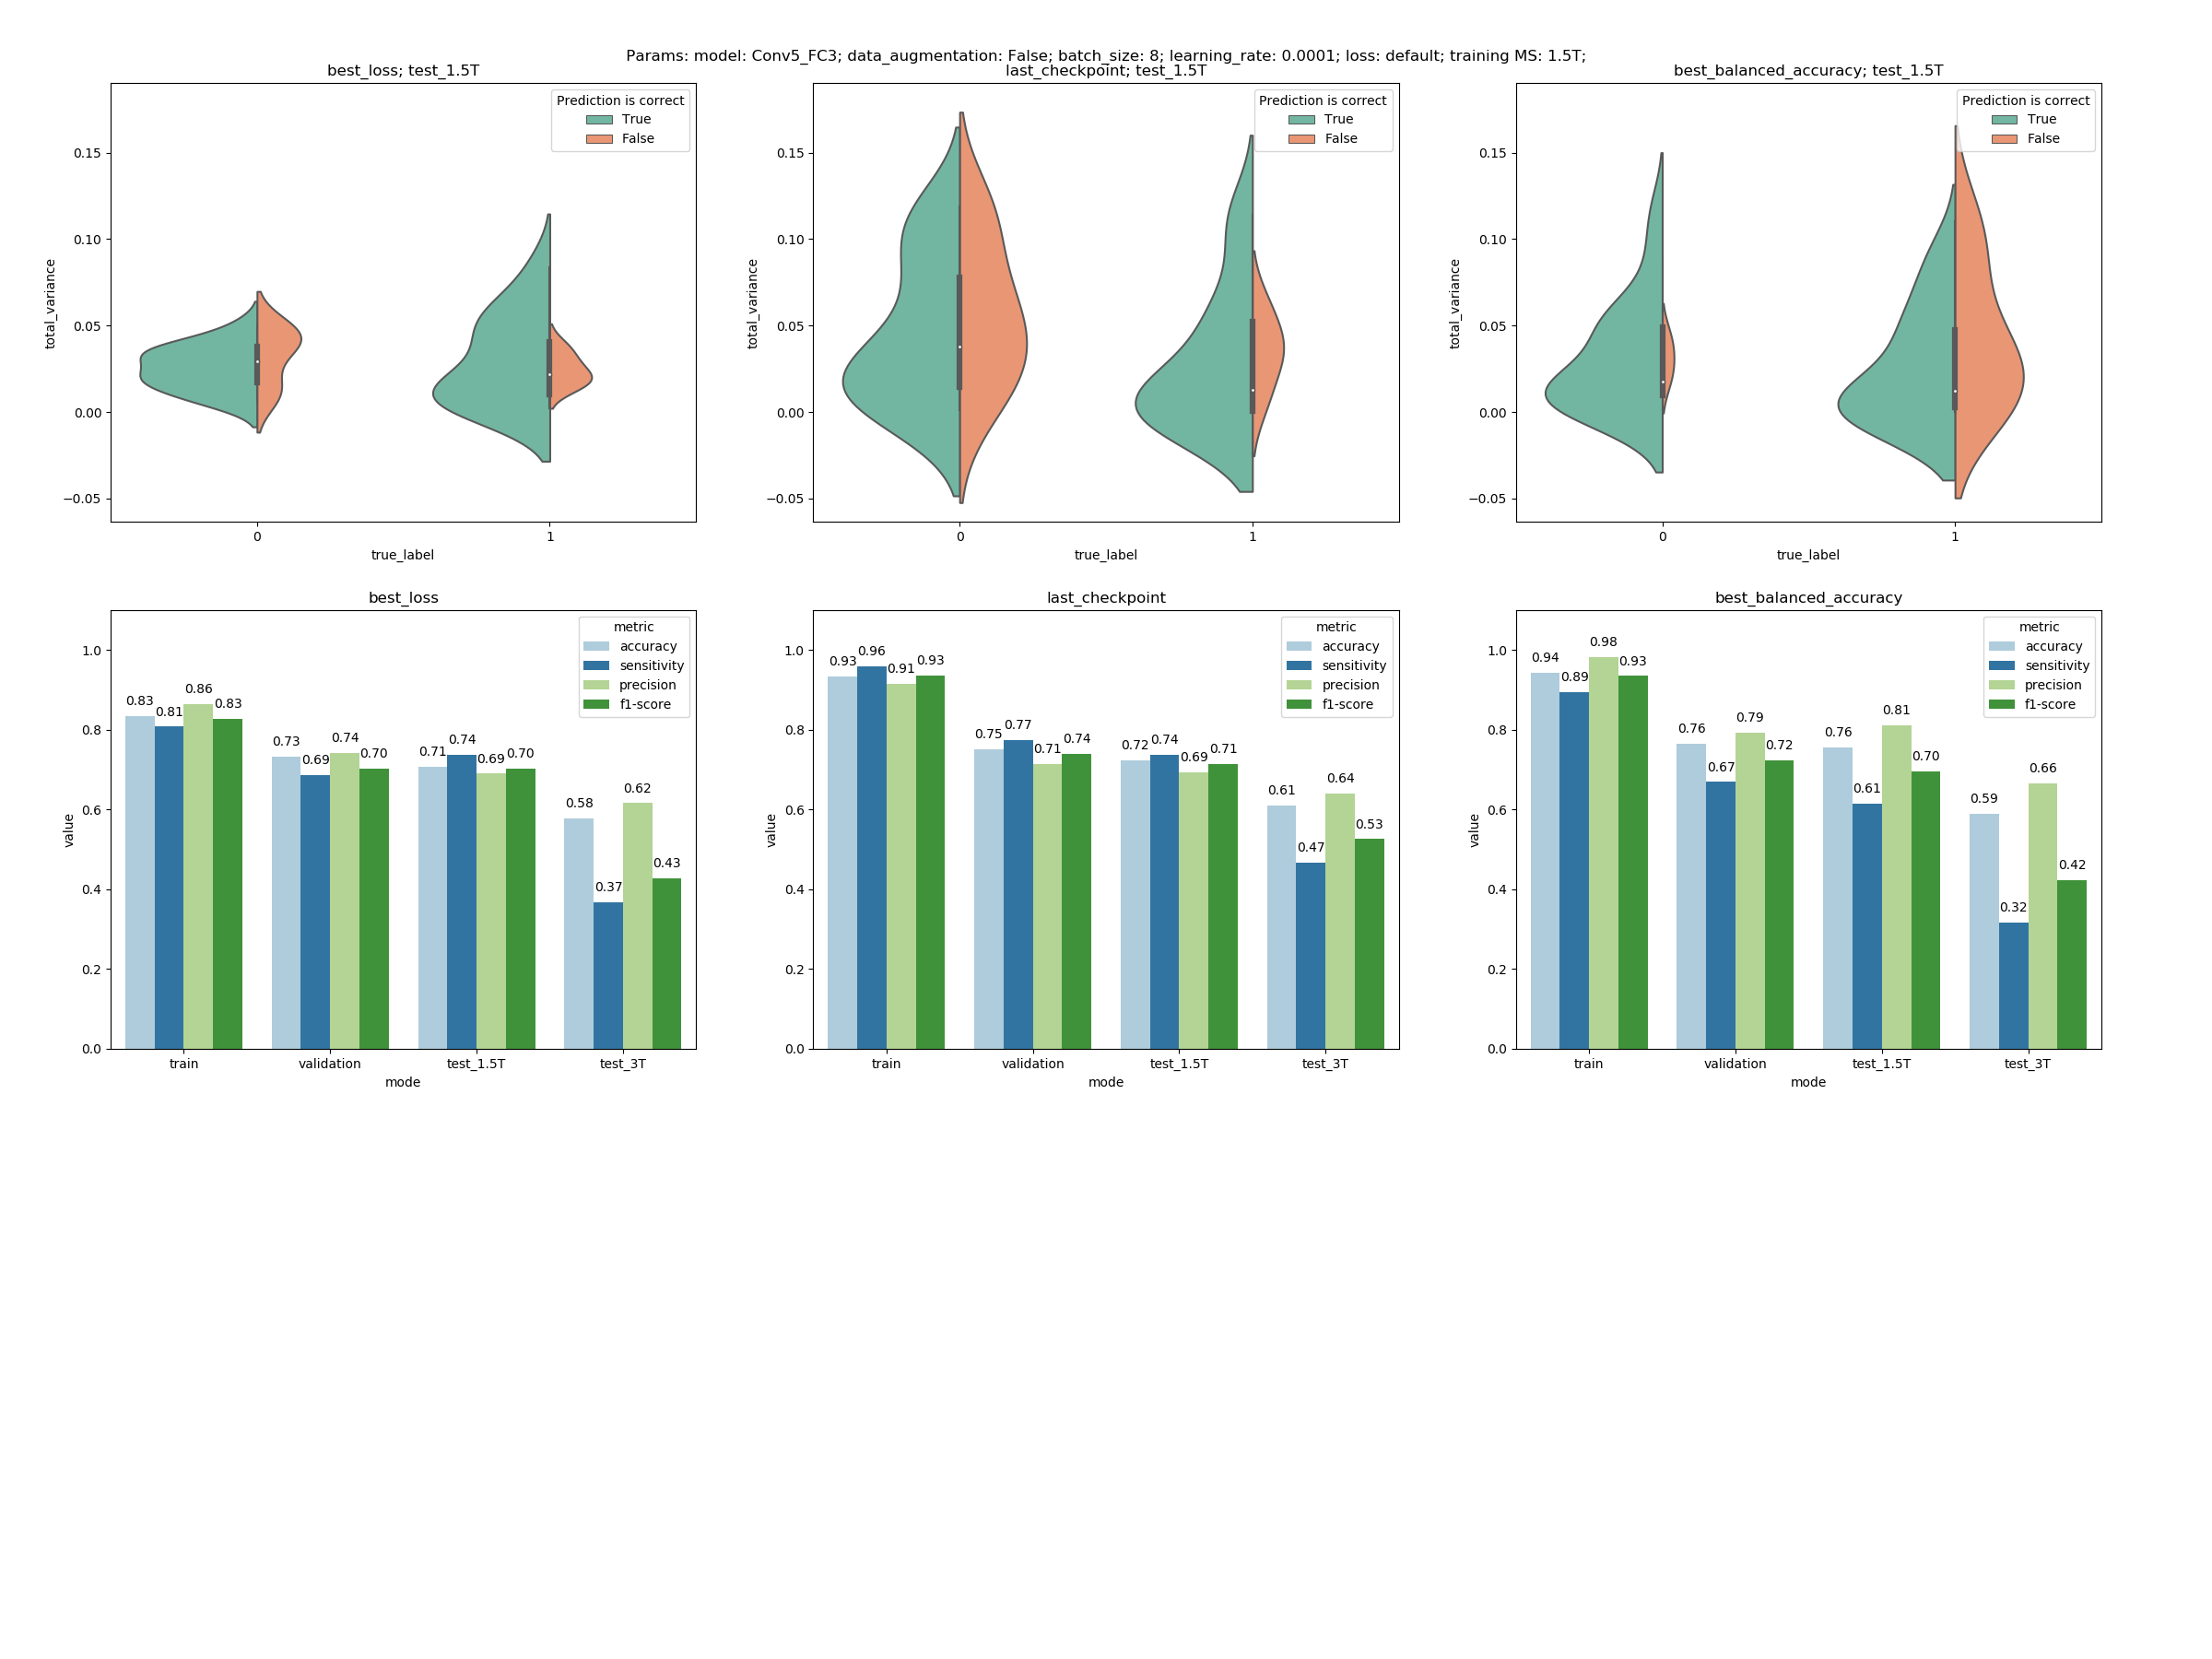 Params: model: Conv5_FC3; data_augmentation: False; batch_size: 8; learning_rate: 0.0001; loss: default; training MS: 1.5T;
best_loss; test_1.5T
Prediction is correct
True
False
0.15
0.10
0.05
0.00
−0.05
total_variance
0
1
true_label
last_checkpoint; test_1.5T
Prediction is correct
True
False
0.15
0.10
0.05
0.00
−0.05
total_variance
0
1
true_label
best_balanced_accuracy; test_1.5T
Prediction is correct
True
False
0.15
0.10
0.05
0.00
−0.05
total_variance
0
1
true_label
best_loss
metric
accuracy
sensitivity
precision
f1-score
1.0
0.8
0.6
0.4
0.2
0.0
value
0.83
0.81
0.86
0.83
0.73
0.69
0.74
0.70
0.71
0.74
0.69
0.70
0.58
0.37
0.62
0.43
train
validation
test_1.5T
test_3T
mode
last_checkpoint
metric
accuracy
sensitivity
precision
f1-score
1.0
0.8
0.6
0.4
0.2
0.0
value
0.93
0.96
0.91
0.93
0.75
0.77
0.71
0.74
0.72
0.74
0.69
0.71
0.61
0.47
0.64
0.53
train
validation
test_1.5T
test_3T
mode
best_balanced_accuracy
metric
accuracy
sensitivity
precision
f1-score
1.0
0.8
0.6
0.4
0.2
0.0
value
0.94
0.89
0.98
0.93
0.76
0.67
0.79
0.72
0.76
0.61
0.81
0.70
0.59
0.32
0.66
0.42
train
validation
test_1.5T
test_3T
mode